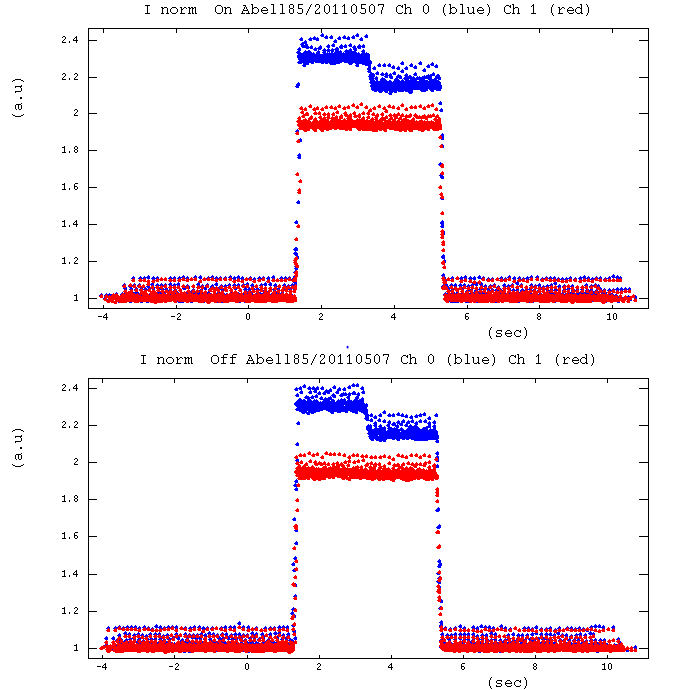 I norm  On Abell85/20110507 Ch 0 (blue) Ch 1 (red)
2.4
2.2
(a.u)
2
1.8
1.6
1.4
1.2
1
-4 -2 0 2 4 6 8 10
(sec)
I norm  Off Abell85/20110507 Ch 0 (blue) Ch 1 (red)
2.4
2.2
(a.u)
2
1.8
1.6
1.4
1.2
1
-4 -2 0 2 4 6 8 10
(sec)